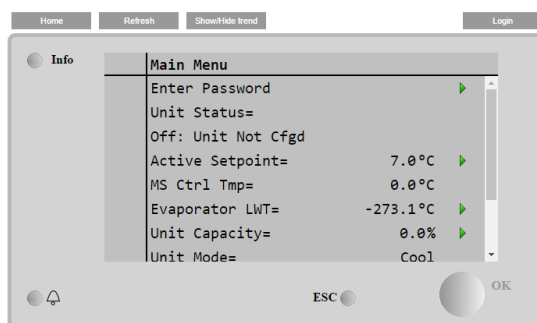 Home Refresh Show/Hide trend Login
Info
Main Menu
Enter Password
Unit Status=
Off: Unit Not Cfgd
Active Setpoint= 7.0°C
MS Ctrl Tmp= 0.0°C
Evaporator LWT= -273.1°C
Unit Capacity= 0.0%
Unit Mode= Cool
ESC
OK